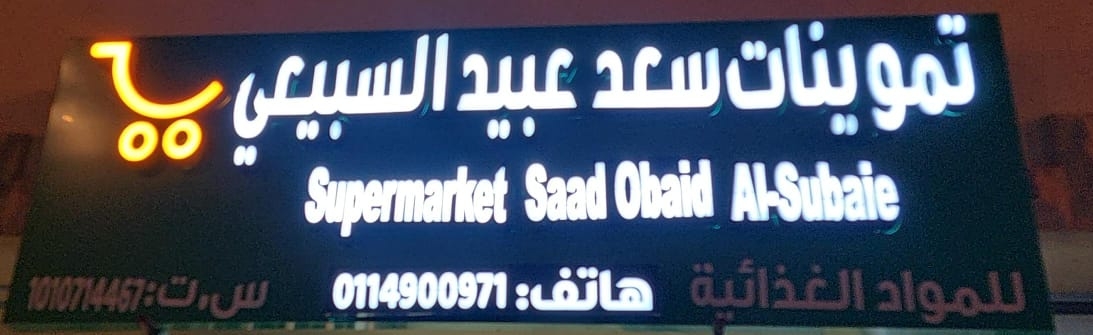 تموينات سعد عبيد السبيعي
Supermarket Saad Obaid Al-Subaie
للمواد الغذائية هاتف: 0114900971 س.ت: 1010714467